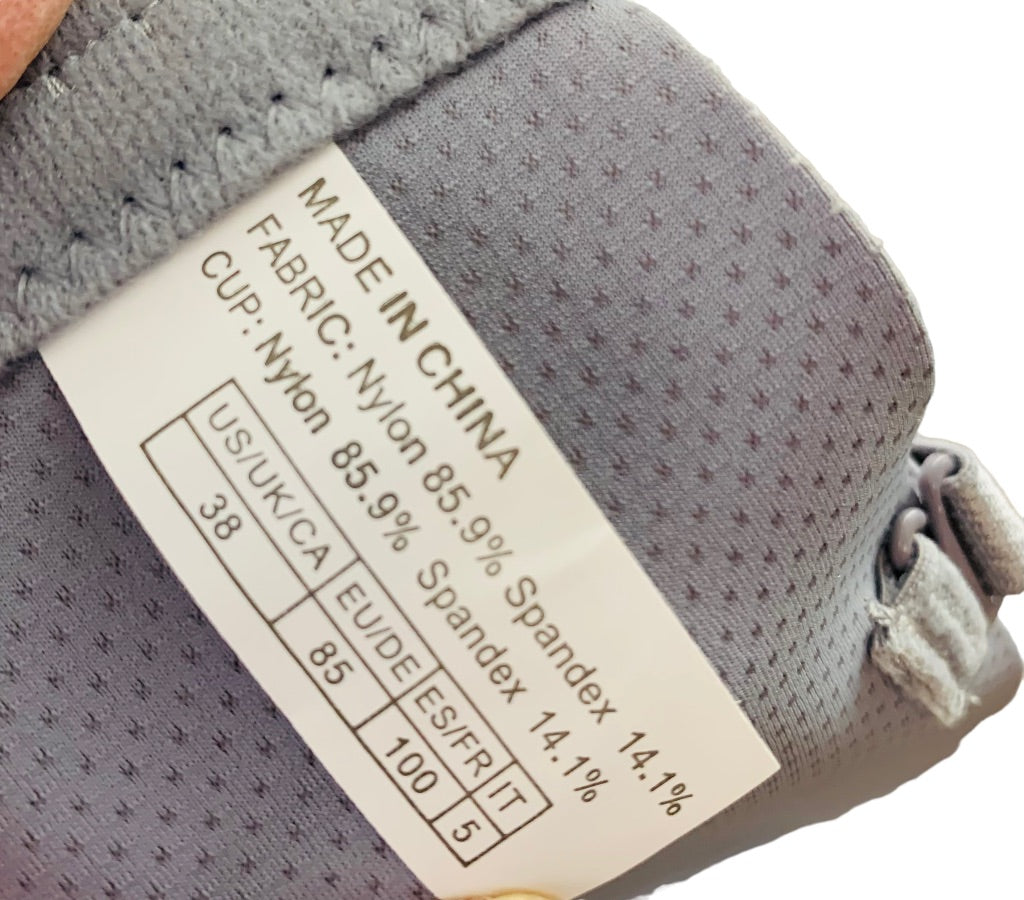 MADE IN CHINA
FABRIC: Nylon 85.9% Spandex 14.1%
CUP: Nylon 85.9% Spandex 14.1%
US/UK/CA EU/DE ES/FR IT
38 85 100 5